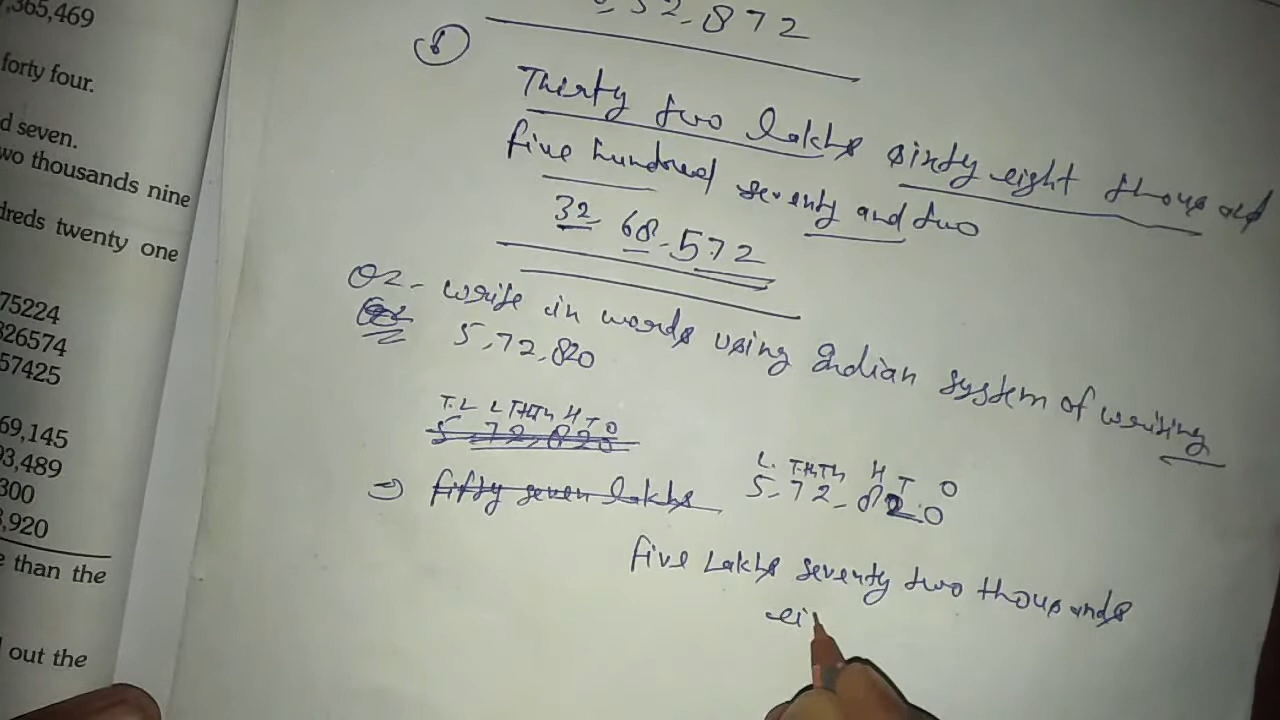 ,365,469
forty four.
d seven.
wo thousands nine
dreds twenty one
75224
826574
57425
69,145
93,489
300
3,920
e than the
out the
32-872
Thirty two lakhs sixty eight thousand
five hundred seventy and two
32-68-572
Q2- write in words using Indian system of writing
5,72,820
T.L L T.Th Th H T O
5 72,820
L. T.Th Th H T O
⇒ fifty seven lakhs 5-72-820
five Lakhs seventy two thousands
ei